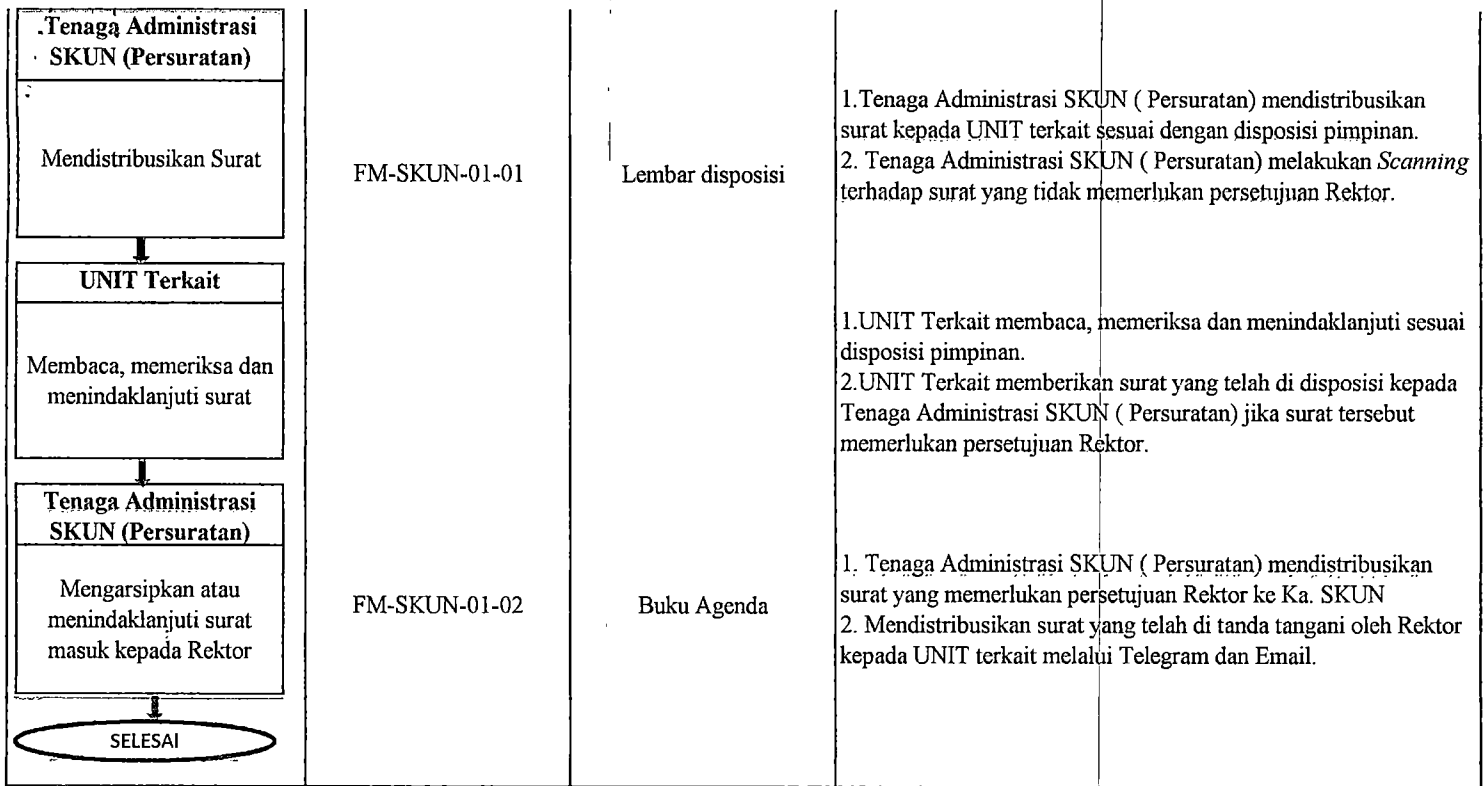 Tenaga Administrasi
SKUN (Persuratan)
Mendistribusikan Surat
FM-SKUN-01-01
Lembar disposisi
1.Tenaga Administrasi SKUN ( Persuratan) mendistribusikan
surat kepada UNIT terkait sesuai dengan disposisi pimpinan.
2. Tenaga Administrasi SKUN ( Persuratan) melakukan Scanning
terhadap surat yang tidak memerlukan persetujuan Rektor.
UNIT Terkait
Membaca, memeriksa dan
menindaklanjuti surat
1.UNIT Terkait membaca, memeriksa dan menindaklanjuti sesuai
disposisi pimpinan.
2.UNIT Terkait memberikan surat yang telah di disposisi kepada
Tenaga Administrasi SKUN ( Persuratan) jika surat tersebut
memerlukan persetujuan Rektor.
Tenaga Administrasi
SKUN (Persuratan)
Mengarsipkan atau
menindaklanjuti surat
masuk kepada Rektor
FM-SKUN-01-02
Buku Agenda
1. Tenaga Administrasi SKUN ( Persuratan) mendistribusikan
surat yang memerlukan persetujuan Rektor ke Ka. SKUN
2. Mendistribusikan surat yang telah di tanda tangani oleh Rektor
kepada UNIT terkait melalui Telegram dan Email.
SELESAI